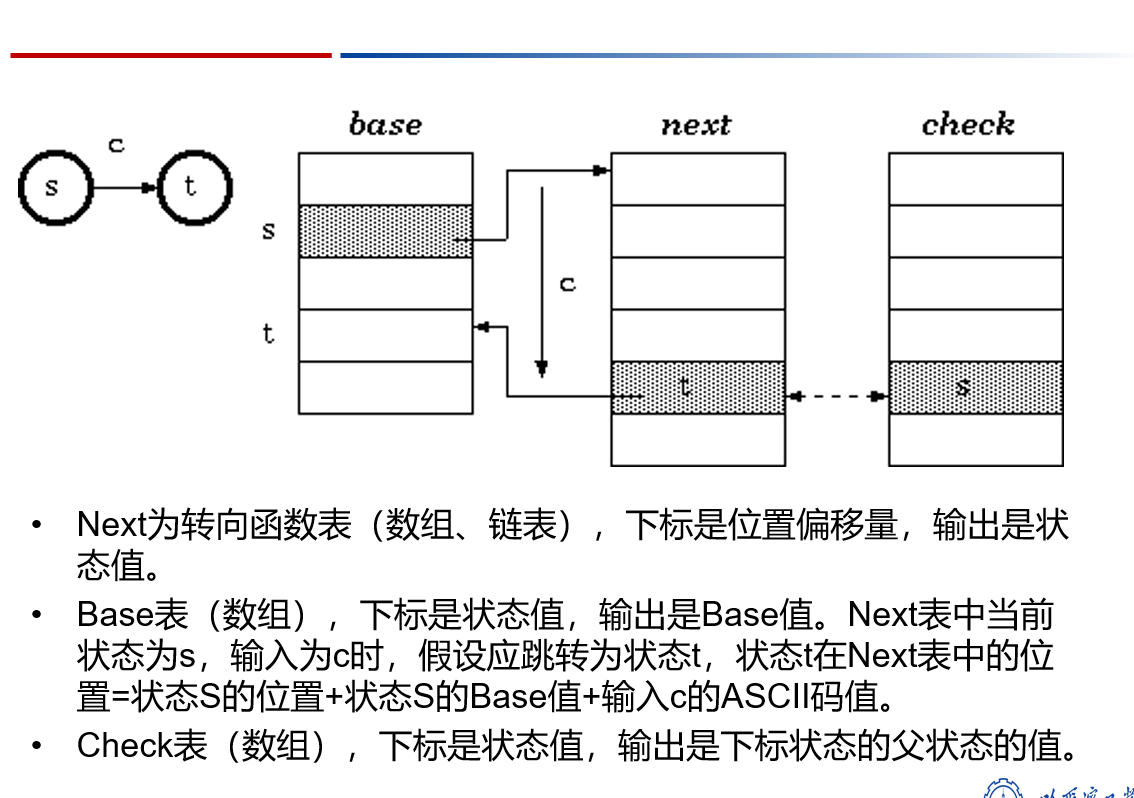 base
next
check
c
s
t
s
c
t
t
s
• Next为转向函数表（数组、链表），下标是位置偏移量，输出是状
态值。
• Base表（数组），下标是状态值，输出是Base值。Next表中当前
状态为s，输入为c时，假设应跳转为状态t，状态t在Next表中的位
置=状态S的位置+状态S的Base值+输入c的ASCII码值。
• Check表（数组），下标是状态值，输出是下标状态的父状态的值。